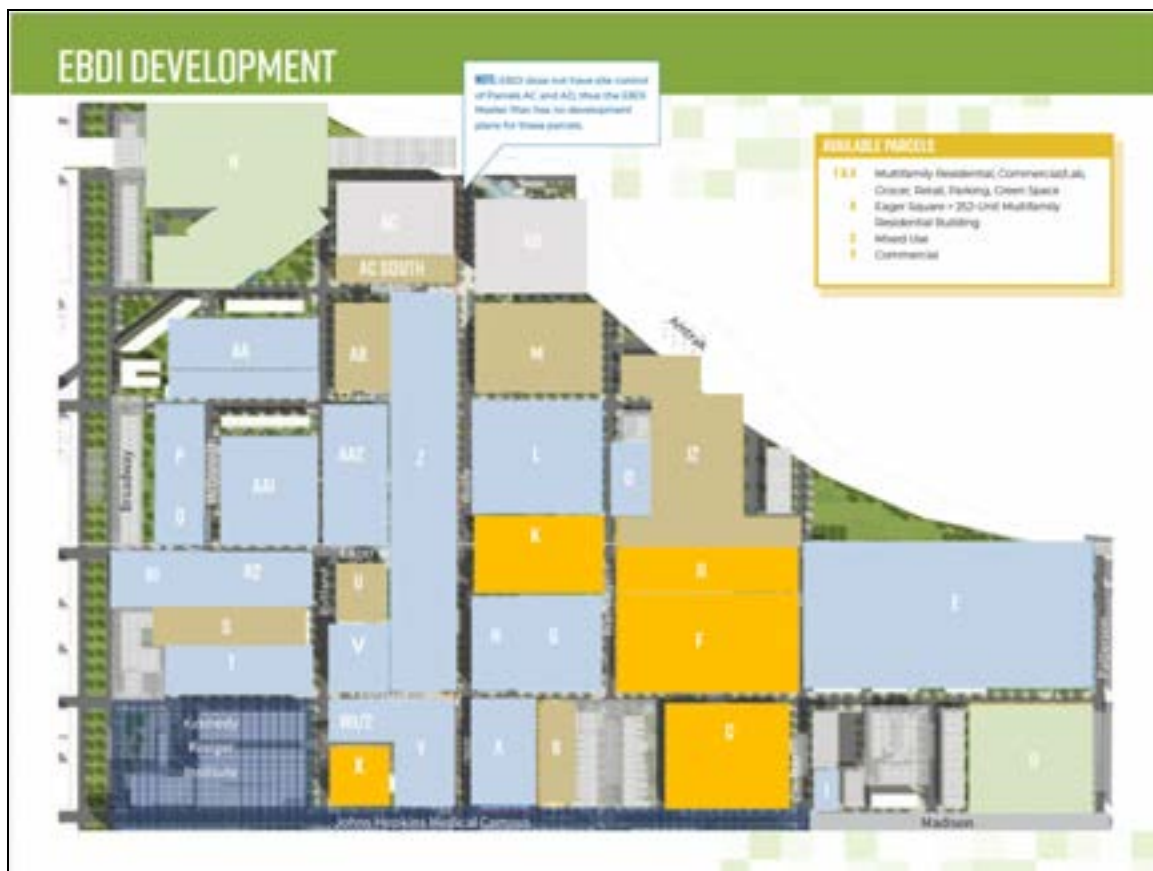 EBDI DEVELOPMENT
NOTE: EBDI does not have site control
of Parcels AC and AD, thus the EBDI
Master Plan has no development
plans for these parcels.
AVAILABLE PARCELS
Multifamily Residential, Commercial/Lab,
Grocer, Retail, Parking, Green Space
Eager Square - 252-Unit Multifamily
Residential Building
Mixed Use
Commercial
AC
AD
AC SOUTH
AA
AB
M
Amtrak
Broadway
P
AA1
AA2
Z
L
J2
K
U
S
T
V
H
G
F
E
Kennedy
Krieger
Institute
W1/2
X
Y
A
B
C
Johns Hopkins Medical Campus
Madison